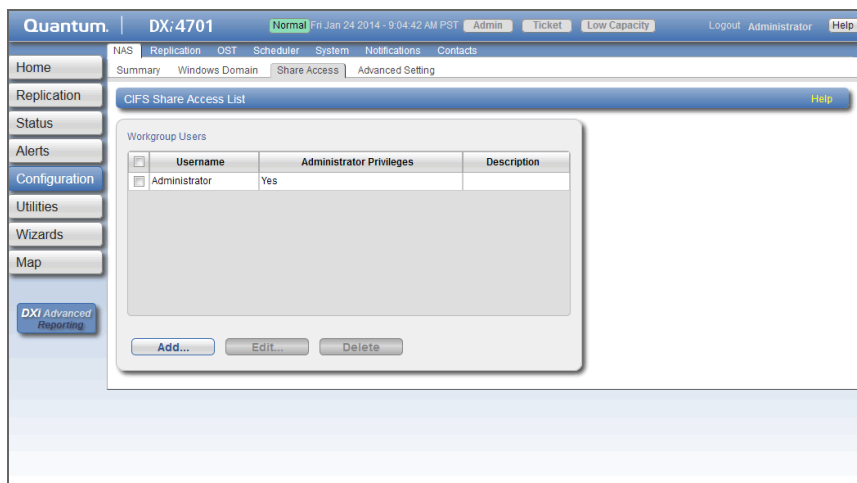 Quantum. DXi4701 Normal Fri Jan 24 2014 - 9:04:42 AM PST Admin Ticket Low Capacity Logout Administrator Help
NAS Replication OST Scheduler System Notifications Contacts
Summary Windows Domain Share Access Advanced Setting
Home
Replication
Status
Alerts
Configuration
Utilities
Wizards
Map
DXi Advanced
Reporting
CIFS Share Access List Help
Workgroup Users
Username Administrator Privileges Description
Administrator Yes
Add... Edit... Delete